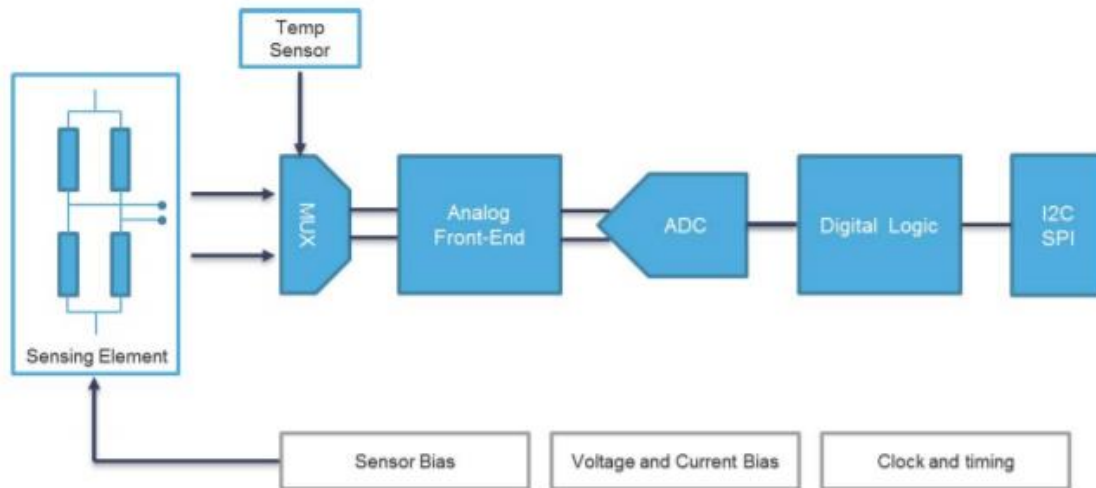 Temp
Sensor
MUX
Analog
Front-End
ADC
Digital Logic
I2C
SPI
Sensing Element
Sensor Bias
Voltage and Current Bias
Clock and timing